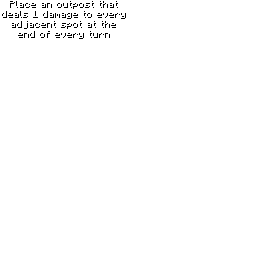 Place an outpost that
deals 1 damage to every
adjacent spot at the
end of every turn